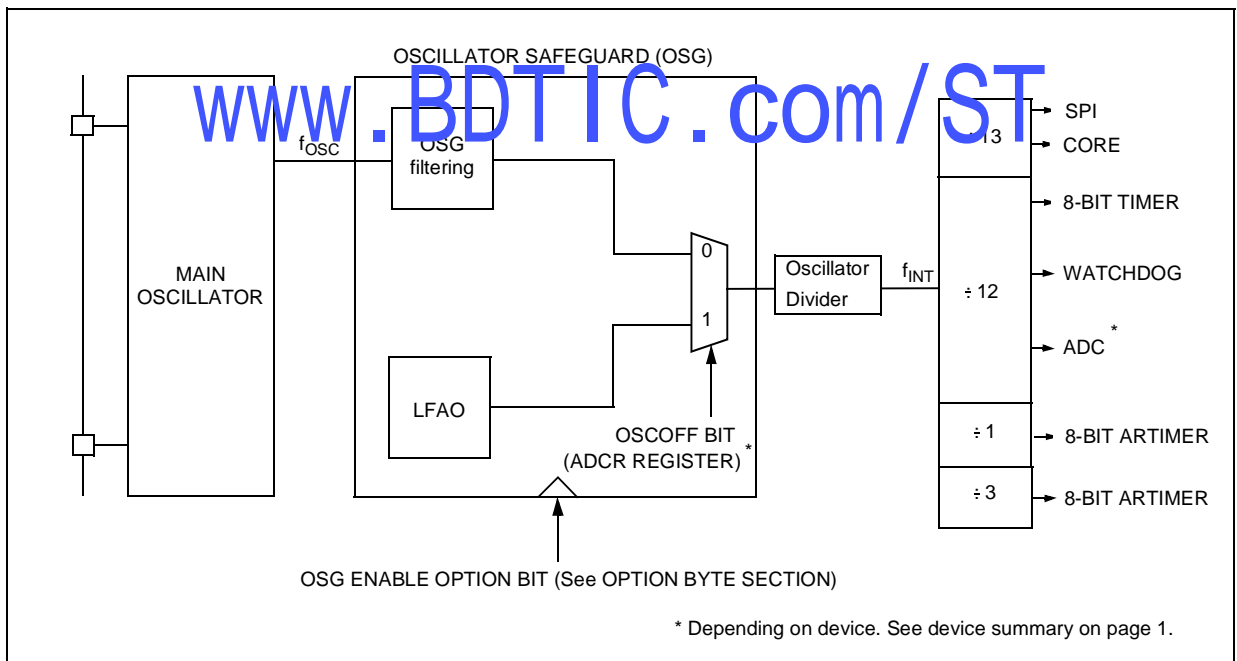 OSCILLATOR SAFEGUARD (OSG)
www.BDTIC.com/ST
MAIN
OSCILLATOR
fOSC
OSG
filtering
LFAO
0
1
OSCOFF BIT
(ADCR REGISTER) *
Oscillator
Divider
fINT
÷ 13
÷ 12
÷ 1
÷ 3
SPI
CORE
8-BIT TIMER
WATCHDOG
ADC *
8-BIT ARTIMER
8-BIT ARTIMER
OSG ENABLE OPTION BIT (See OPTION BYTE SECTION)
* Depending on device. See device summary on page 1.